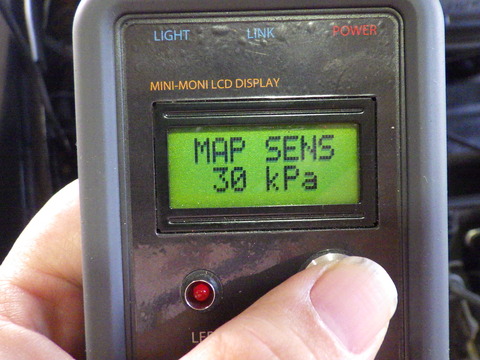 LIGHT LINK POWER
MINI-MONI LCD DISPLAY
MAP SENS
30 kPa